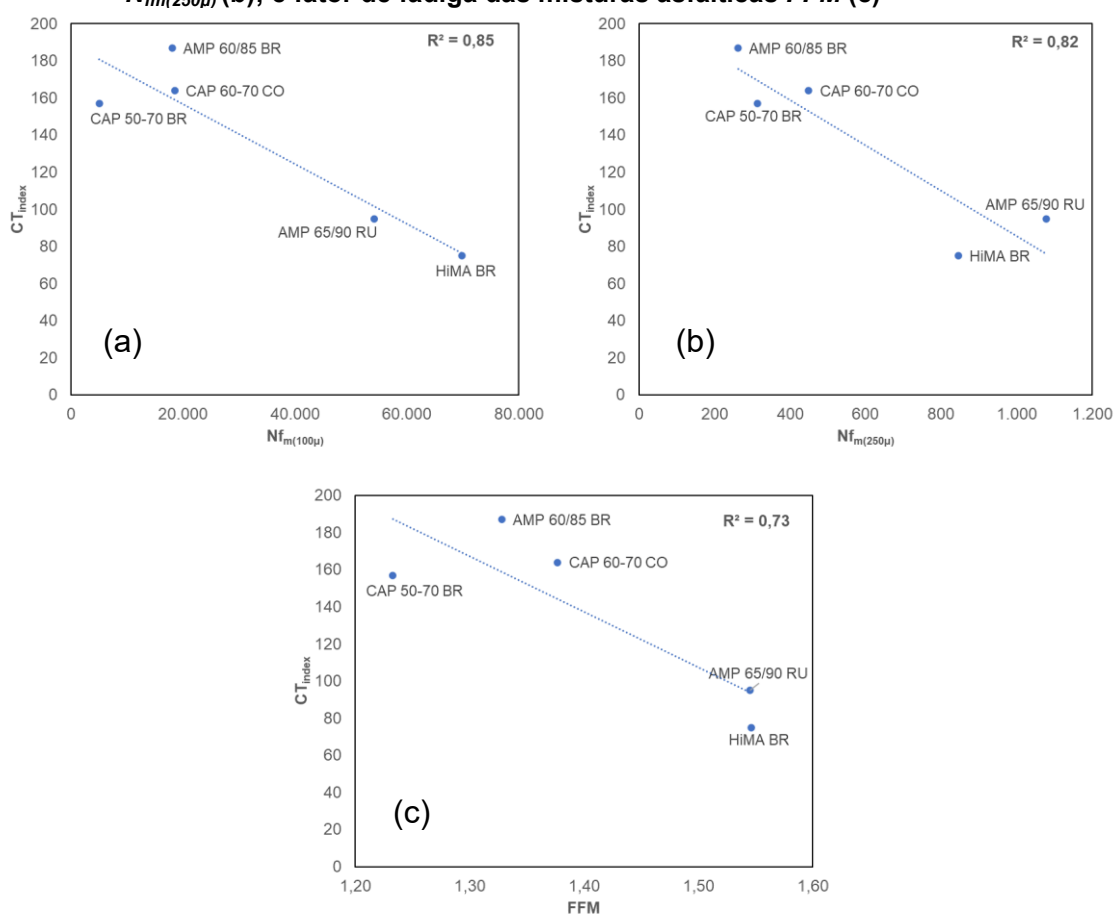 Nfm(250µ) (b), e fator de fadiga das misturas asfálticas FFM (c)
200
180
160
140
120
100
80
60
40
20
0
CTindex
R² = 0,85
AMP 60/85 BR
CAP 60-70 CO
CAP 50-70 BR
AMP 65/90 RU
HiMA BR
(a)
0 20.000 40.000 60.000 80.000
Nfm(100µ)
200
180
160
140
120
100
80
60
40
20
0
CTindex
R² = 0,82
AMP 60/85 BR
CAP 60-70 CO
CAP 50-70 BR
AMP 65/90 RU
HiMA BR
(b)
0 200 400 600 800 1.000 1.200
Nfm(250µ)
200
180
160
140
120
100
80
60
40
20
0
CTindex
R² = 0,73
AMP 60/85 BR
CAP 60-70 CO
CAP 50-70 BR
AMP 65/90 RU
HiMA BR
(c)
1,20 1,30 1,40 1,50 1,60
FFM